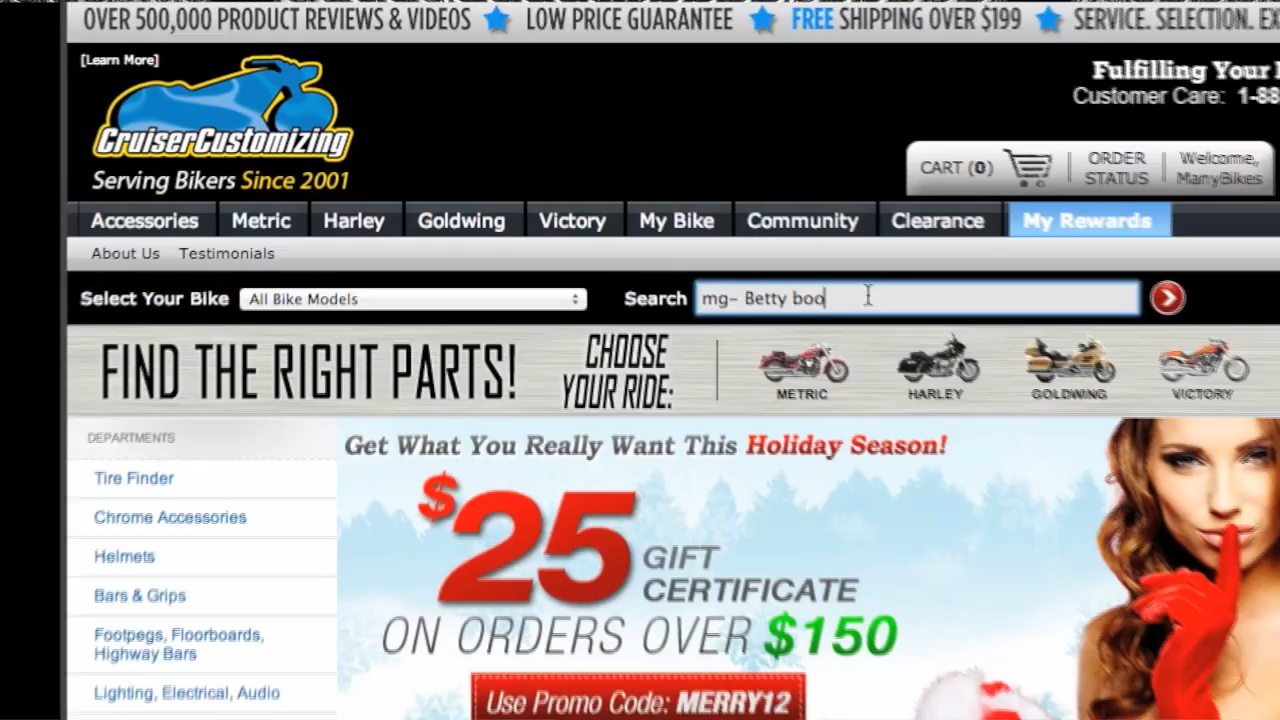 OVER 500,000 PRODUCT REVIEWS & VIDEOS ★ LOW PRICE GUARANTEE ★ FREE SHIPPING OVER $199 ★ SERVICE. SELECTION.
[Learn More]
CruiserCustomizing
Serving Bikers Since 2001
Fulfilling Your
Customer Care: 1-88
CART (0)
ORDER
STATUS
Welcome,
ManyBikes
Accessories Metric Harley Goldwing Victory My Bike Community Clearance My Rewards
About Us Testimonials
Select Your Bike All Bike Models Search mg- Betty boo
FIND THE RIGHT PARTS!
CHOOSE
YOUR RIDE:
METRIC HARLEY GOLDWING VICTORY
DEPARTMENTS
Tire Finder
Chrome Accessories
Helmets
Bars & Grips
Footpegs, Floorboards,
Highway Bars
Lighting, Electrical, Audio
Get What You Really Want This Holiday Season!
$25 GIFT
CERTIFICATE
ON ORDERS OVER $150
Use Promo Code: MERRY12